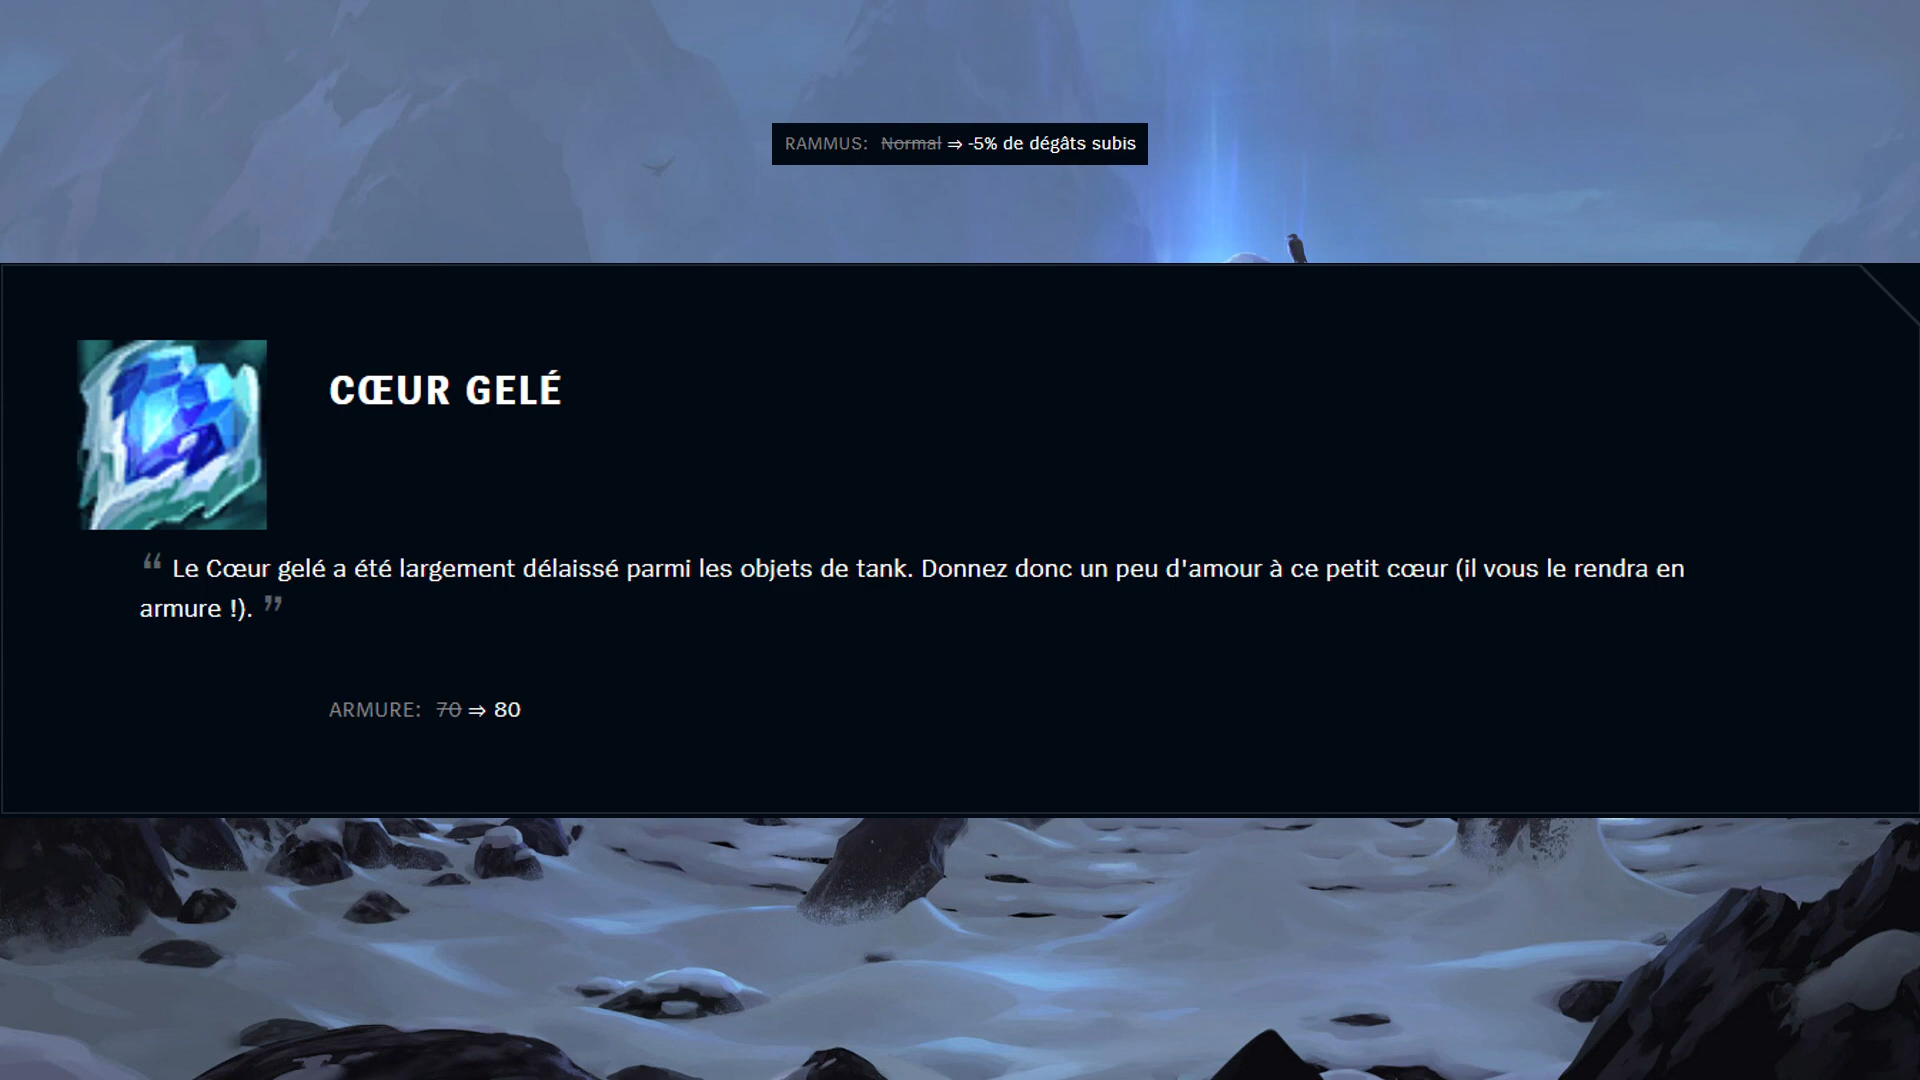 RAMMUS: Normal ⇒ -5% de dégâts subis
CŒUR GELÉ
“ Le Cœur gelé a été largement délaissé parmi les objets de tank. Donnez donc un peu d'amour à ce petit cœur (il vous le rendra en
armure !). ”
ARMURE: 70 ⇒ 80